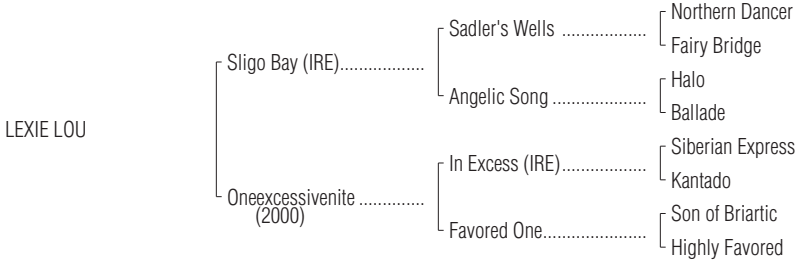 Northern Dancer
Sadler's Wells ...................
Fairy Bridge
Sligo Bay (IRE)..................
Halo
Angelic Song ....................
Ballade
LEXIE LOU
Siberian Express
In Excess (IRE)..................
Kantado
Oneexcessivenite ..............
(2000)
Son of Briartic
Favored One......................
Highly Favored